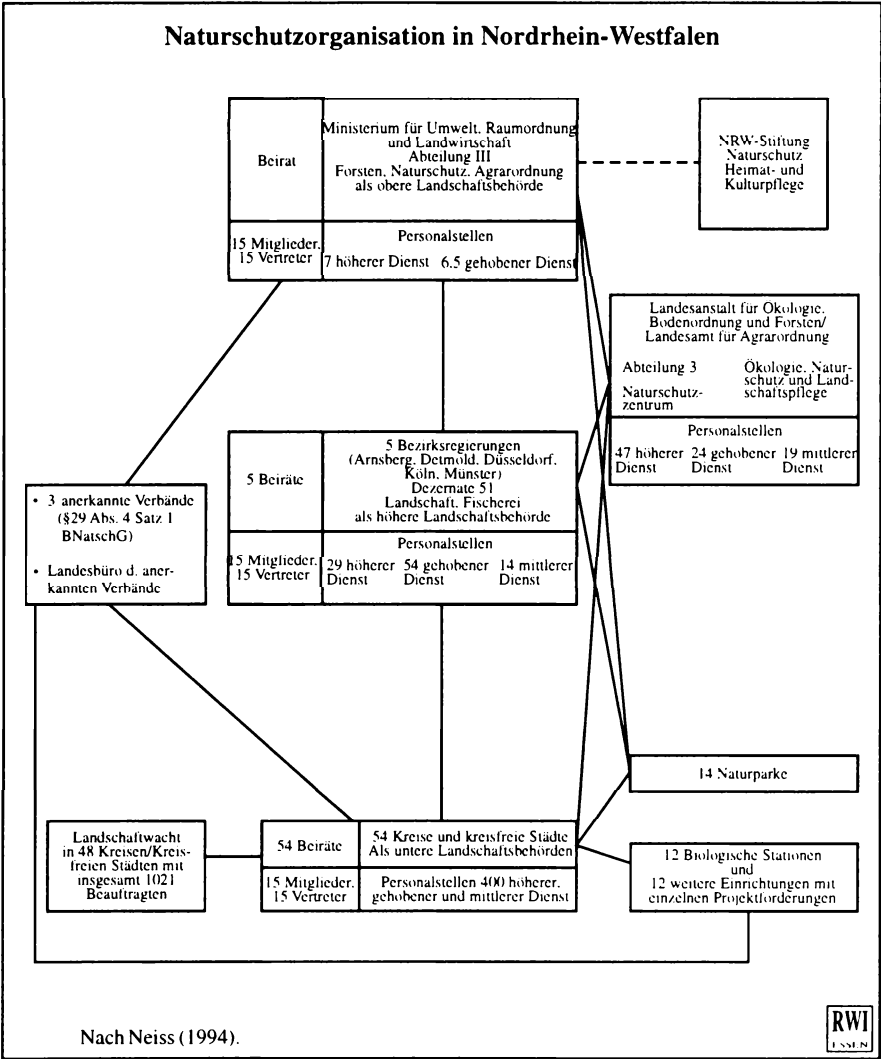 Naturschutzorganisation in Nordrhein-Westfalen
Beirat
Ministerium für Umwelt, Raumordnung
und Landwirtschaft
Abteilung III
Forsten, Naturschutz, Agrarordnung
als obere Landschaftsbehörde
15 Mitglieder,
15 Vertreter
Personalstellen
7 höherer Dienst 6.5 gehobener Dienst
NRW-Stiftung
Naturschutz
Heimat- und
Kulturpflege
Landesanstalt für Ökologie,
Bodenordnung und Forsten/
Landesamt für Agrarordnung
Abteilung 3
Naturschutz-
zentrum
Ökologie, Natur-
schutz und Land-
schaftspflege
Personalstellen
47 höherer
Dienst
24 gehobener
Dienst
19 mittlerer
Dienst
5 Beiräte
5 Bezirksregierungen
(Arnsberg, Detmold, Düsseldorf,
Köln, Münster)
Dezernate 51
Landschaft, Fischerei
als höhere Landschaftsbehörde
15 Mitglieder,
15 Vertreter
Personalstellen
29 höherer
Dienst
54 gehobener
Dienst
14 mittlerer
Dienst
• 3 anerkannte Verbände
(§29 Abs. 4 Satz 1
BNatschG)
• Landesbüro d. aner-
kannten Verbände
14 Naturparke
Landschaftwacht
in 48 Kreisen/Kreis-
freien Städten mit
insgesamt 1021
Beauftragten
54 Beiräte
54 Kreise und kreisfreie Städte
Als untere Landschaftsbehörden
15 Mitglieder,
15 Vertreter
Personalstellen 400 höherer,
gehobener und mittlerer Dienst
12 Biologische Stationen
und
12 weitere Einrichtungen mit
einzelnen Projektförderungen
Nach Neiss (1994).
RWI
ESSEN